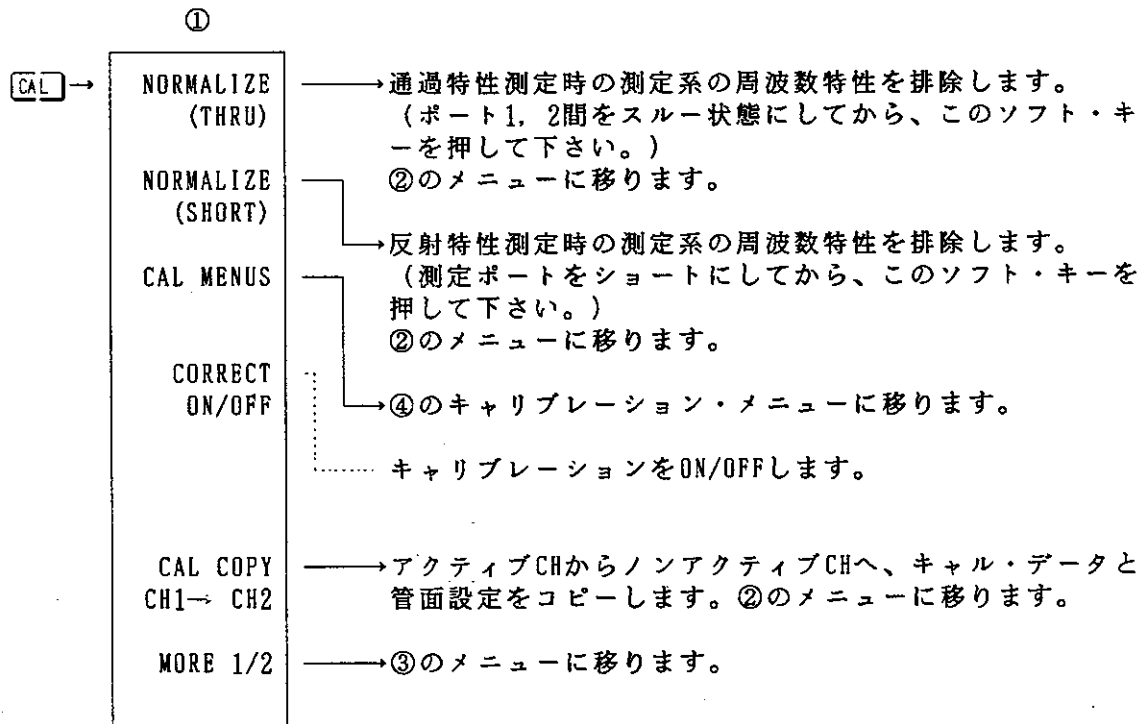 ①
CAL → NORMALIZE → 通過特性測定時の測定系の周波数特性を排除します。
(THRU) (ポート1, 2間をスルー状態にしてから、このソフト・キ
ーを押して下さい。)
NORMALIZE ②のメニューに移ります。
(SHORT)
→反射特性測定時の測定系の周波数特性を排除します。
CAL MENUS (測定ポートをショートにしてから、このソフト・キーを
押して下さい。)
②のメニューに移ります。
CORRECT
ON/OFF →④のキャリブレーション・メニューに移ります。
キャリブレーションをON/OFFします。
CAL COPY →アクティブCHからノンアクティブCHへ、キャル・データと
CH1→ CH2 管面設定をコピーします。②のメニューに移ります。
MORE 1/2 →③のメニューに移ります。